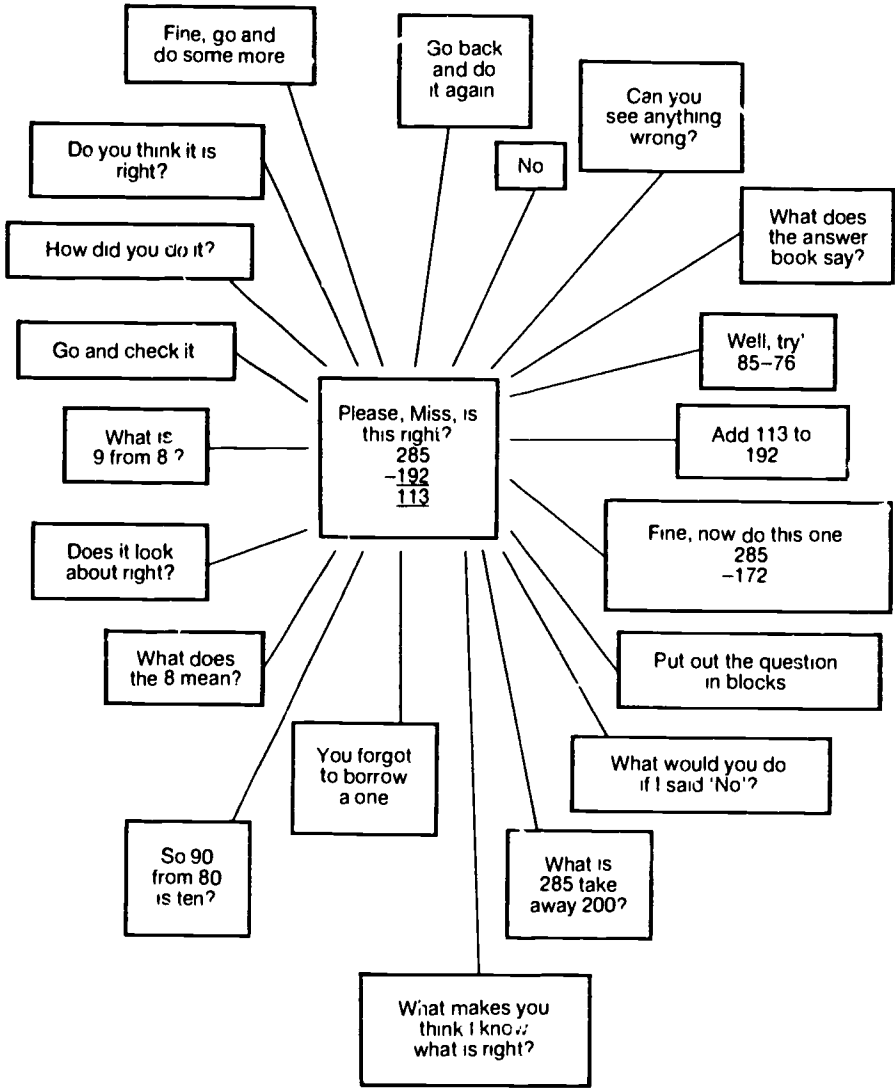 Fine, go and
do some more
Go back
and do
it again
Can you
see anything
wrong?
No
Do you think it is
right?
What does
the answer
book say?
How did you do it?
Go and check it
Well, try'
85–76
Please, Miss, is
this right?
285
–192
113
What is
9 from 8 ?
Add 113 to
192
Does it look
about right?
Fine, now do this one
285
–172
What does
the 8 mean?
Put out the question
in blocks
You forgot
to borrow
a one
What would you do
if I said 'No'?
So 90
from 80
is ten?
What is
285 take
away 200?
What makes you
think I know
what is right?